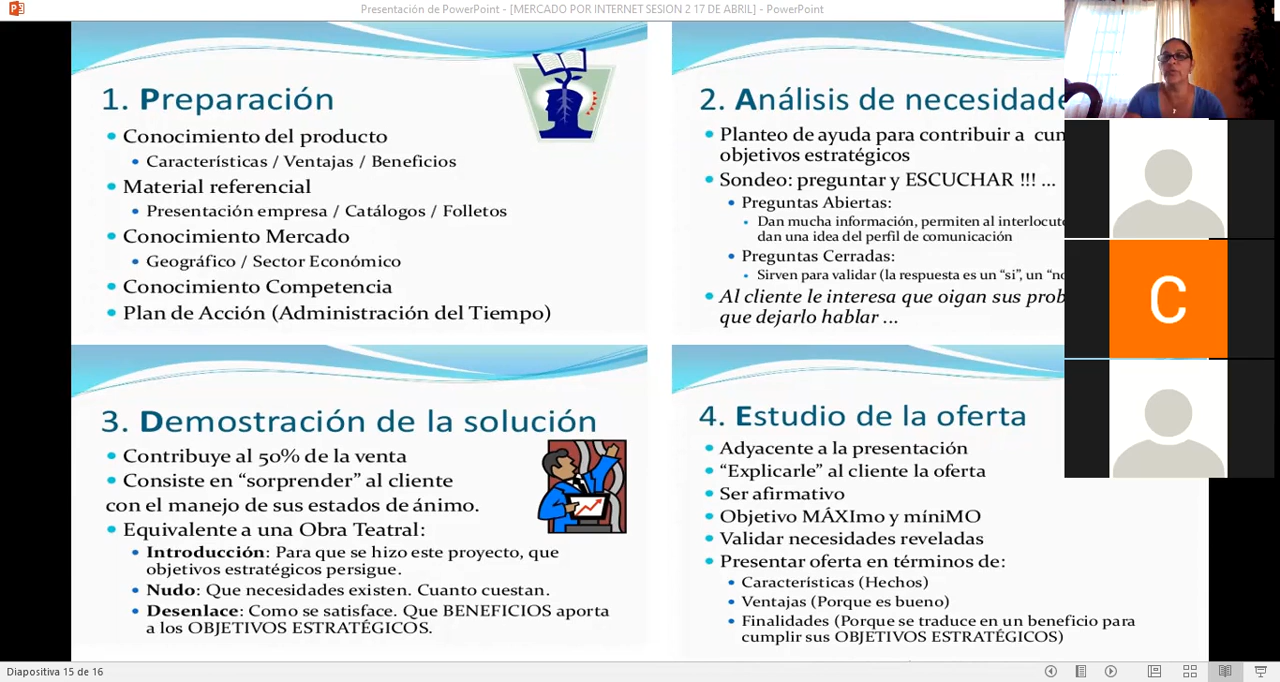 Presentación de PowerPoint - [MERCADO POR INTERNET SESION 2 17 DE ABRIL] - PowerPoint
1. Preparación
• Conocimiento del producto
• Características / Ventajas / Beneficios
• Material referencial
• Presentación empresa / Catálogos / Folletos
• Conocimiento Mercado
• Geográfico / Sector Económico
• Conocimiento Competencia
• Plan de Acción (Administración del Tiempo)
2. Análisis de necesidade
• Planteo de ayuda para contribuir a cum
objetivos estratégicos
• Sondeo: preguntar y ESCUCHAR !!! ...
• Preguntas Abiertas:
• Dan mucha información, permiten al interlocuto
dan una idea del perfil de comunicación
• Preguntas Cerradas:
• Sirven para validar (la respuesta es un “si”, un “no
• Al cliente le interesa que oigan sus prob
que dejarlo hablar ...
C
3. Demostración de la solución
• Contribuye al 50% de la venta
• Consiste en “sorprender” al cliente
con el manejo de sus estados de ánimo.
• Equivalente a una Obra Teatral:
• Introducción: Para que se hizo este proyecto, que
objetivos estratégicos persigue.
• Nudo: Que necesidades existen. Cuanto cuestan.
• Desenlace: Como se satisface. Que BENEFICIOS aporta
a los OBJETIVOS ESTRATÉGICOS.
4. Estudio de la oferta
• Adyacente a la presentación
• “Explicarle” al cliente la oferta
• Ser afirmativo
• Objetivo MÁXImo y míniMO
• Validar necesidades reveladas
• Presentar oferta en términos de:
• Características (Hechos)
• Ventajas (Porque es bueno)
• Finalidades (Porque se traduce en un beneficio para
cumplir sus OBJETIVOS ESTRATÉGICOS)
Diapositiva 15 de 16